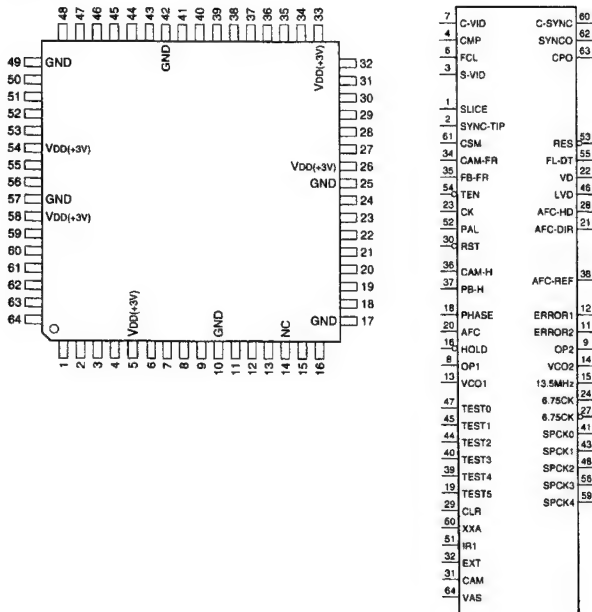 48 47 46 45 44 43 42 41 40 39 38 37 36 35 34 33
49 GND
GND
VDD(+3V)
32
50
31
51
30
52
29
53
28
54 VDD(+3V)
27
55
VDD(+3V) 26
56
GND 25
57 GND
24
58 VDD(+3V)
23
59
22
60
21
61
20
62
19
63
18
64
VDD(+3V)
GND
NC
GND 17
1 2 3 4 5 6 7 8 9 10 11 12 13 14 15 16
7 C-VID
4 CMP
6 FCL
3 S-VID
1 SLICE
2 SYNC-TIP
61 CSM
34 CAM-FR
35 FB-FR
54 TEN
23 CK
52 PAL
30 RST
36 CAM-H
37 PB-H
18 PHASE
20 AFC
16 HOLD
8 OP1
13 VCO1
47 TEST0
45 TEST1
44 TEST2
40 TEST3
39 TEST4
19 TEST5
29 CLR
50 XXA
51 IR1
32 EXT
31 CAM
64 VAS
C-SYNC 60
SYNCO 62
CPO 63
RES 53
FL-DT 55
VD 22
LVD 46
AFC-HD 28
AFC-DIR 21
AFC-REF 38
ERROR1 12
ERROR2 11
OP2 9
VCO2 14
13.5MHz 15
6.75CK 24
6.75CK 27
SPCK0 41
SPCK1 43
SPCK2 48
SPCK3 56
SPCK4 59